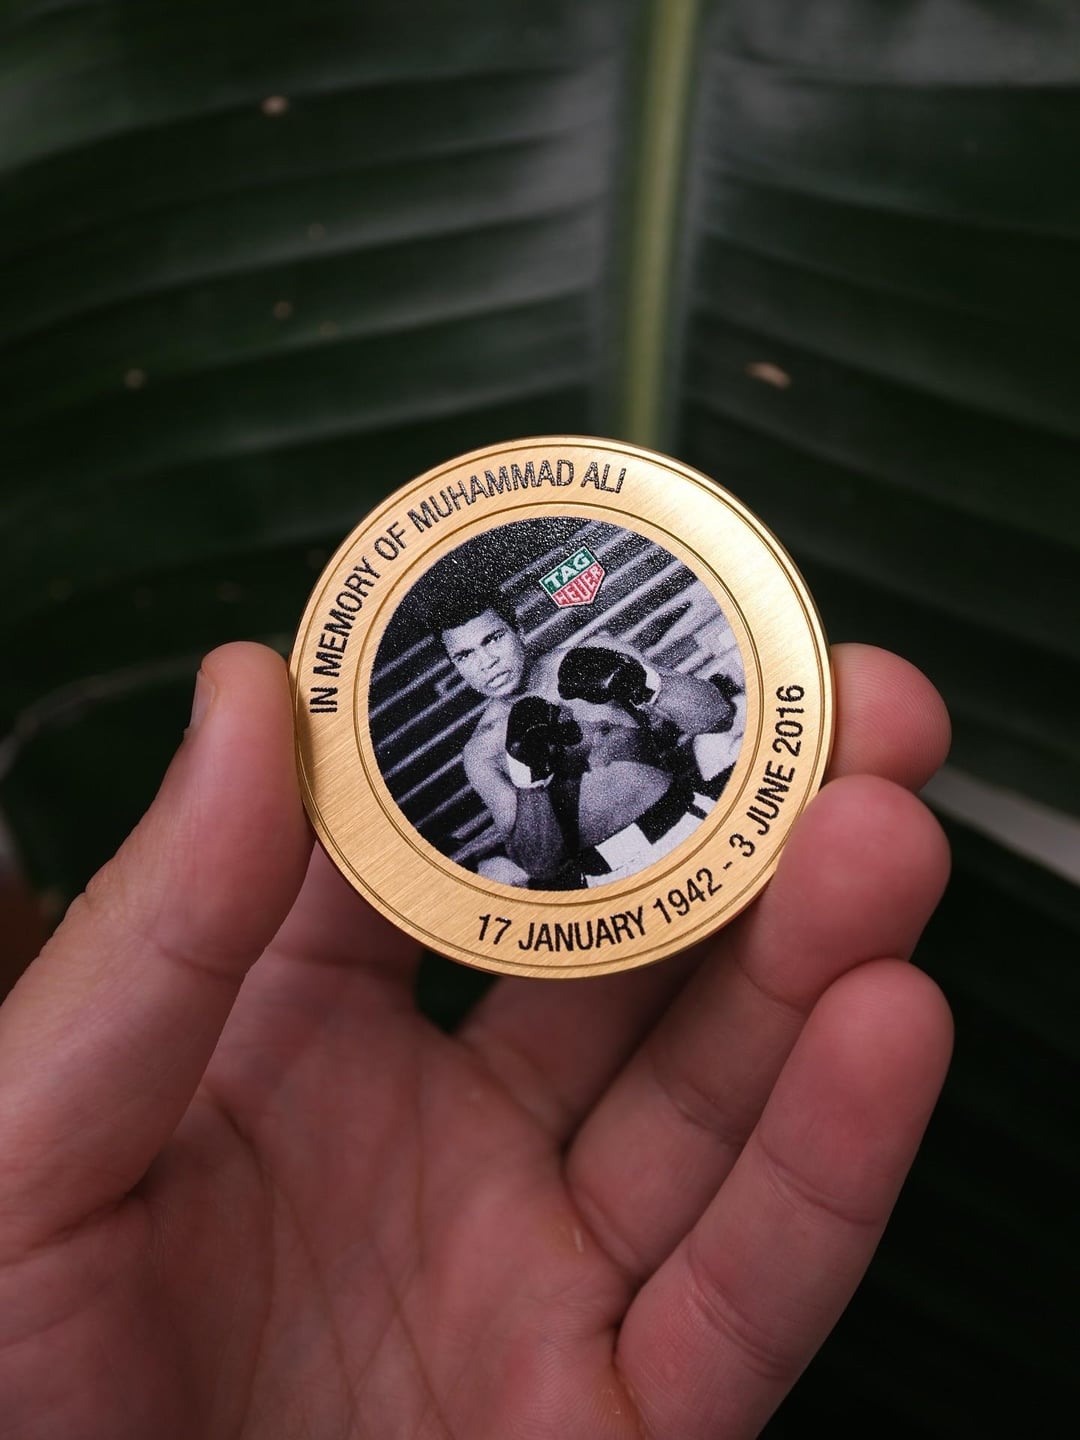 IN MEMORY OF MUHAMMAD ALI
TAG
HEUER
17 JANUARY 1942 - 3 JUNE 2016